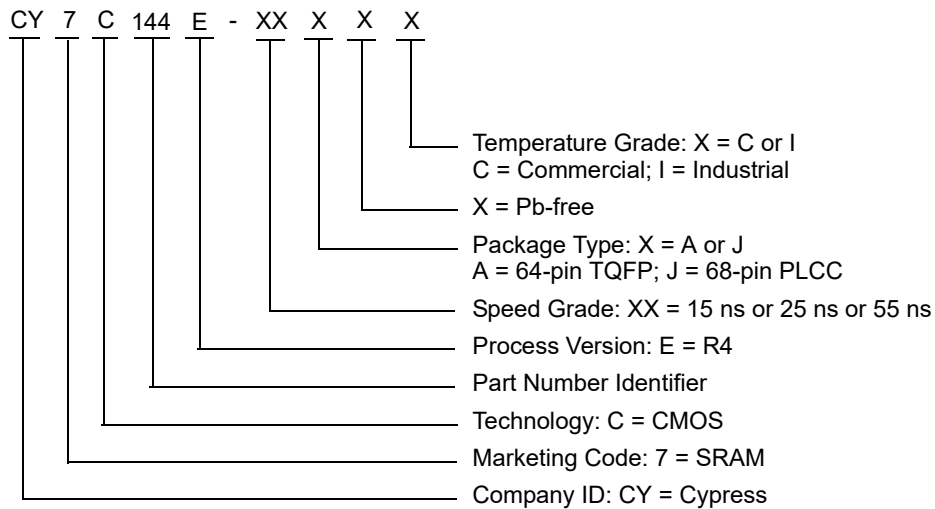 CY 7 C 144 E - XX X X X
Temperature Grade: X = C or I
C = Commercial; I = Industrial
X = Pb-free
Package Type: X = A or J
A = 64-pin TQFP; J = 68-pin PLCC
Speed Grade: XX = 15 ns or 25 ns or 55 ns
Process Version: E = R4
Part Number Identifier
Technology: C = CMOS
Marketing Code: 7 = SRAM
Company ID: CY = Cypress